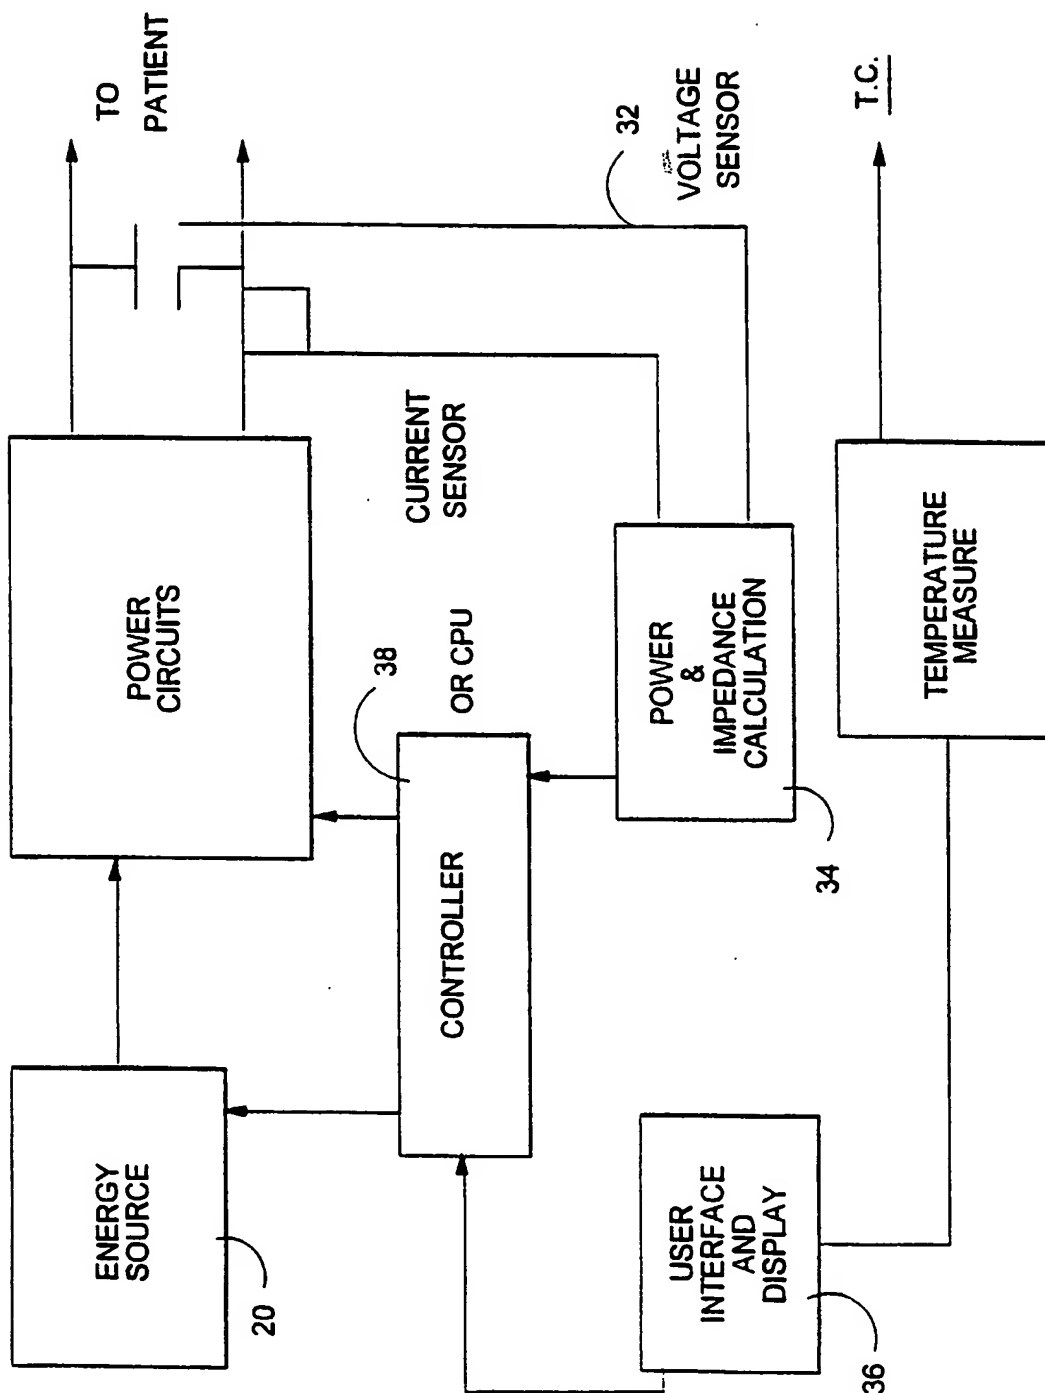 ENERGY
SOURCE
20
POWER
CIRCUITS
TO
PATIENT
CONTROLLER
38
OR CPU
CURRENT
SENSOR
32
VOLTAGE
SENSOR
USER
INTERFACE
AND
DISPLAY
36
POWER
&
IMPEDANCE
CALCULATION
34
TEMPERATURE
MEASURE
T.C.